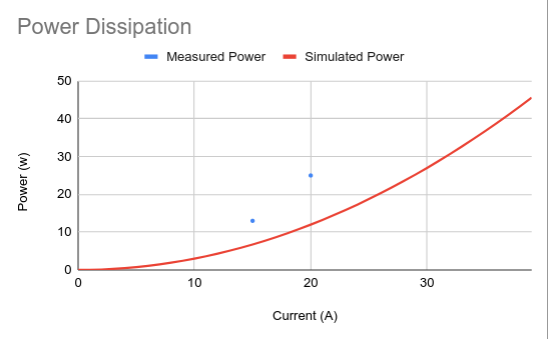 Power Dissipation
Measured Power Simulated Power
50
40
30
20
10
0
0 10 20 30
Power (w)
Current (A)